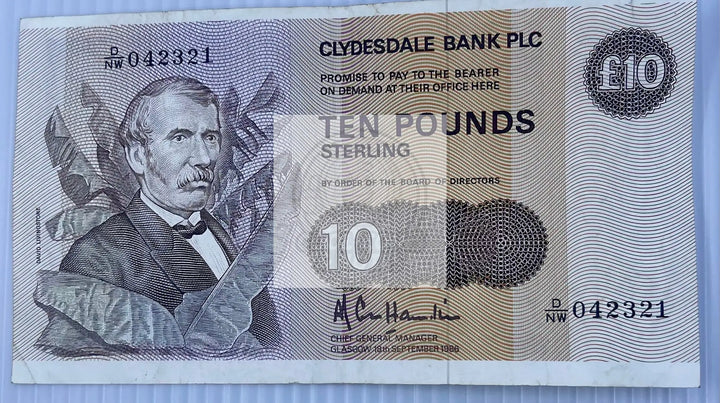 D/NW 042321
CLYDESDALE BANK PLC
£10
PROMISE TO PAY TO THE BEARER
ON DEMAND AT THEIR OFFICE HERE
TEN POUNDS
STERLING
BY ORDER OF THE BOARD OF DIRECTORS
10
DAVID LIVINGSTONE
D/NW 042321
CHIEF GENERAL MANAGER
GLASGOW 18th SEPTEMBER 1986